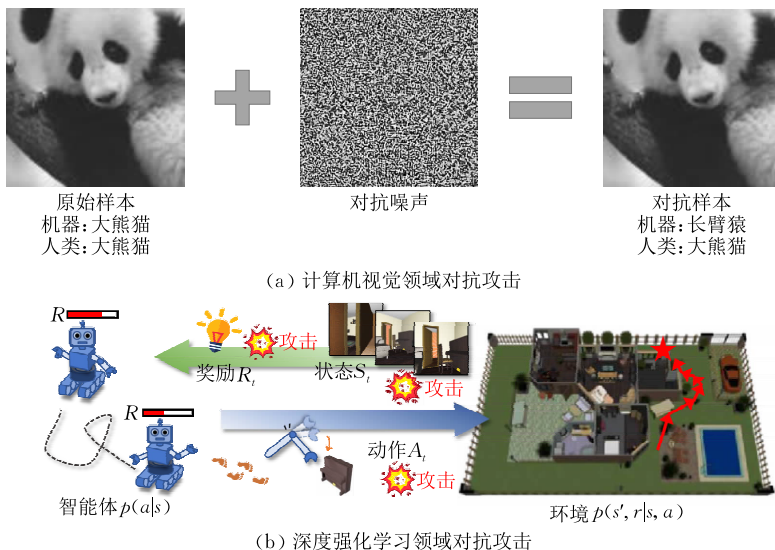 原始样本
机器:大熊猫
人类:大熊猫
对抗噪声
对抗样本
机器:长臂猿
人类:大熊猫
(a) 计算机视觉领域对抗攻击
R
奖励Rt
攻击
状态St
攻击
R
动作At
攻击
智能体p(a|s)
环境p(s′, r|s, a)
(b) 深度强化学习领域对抗攻击